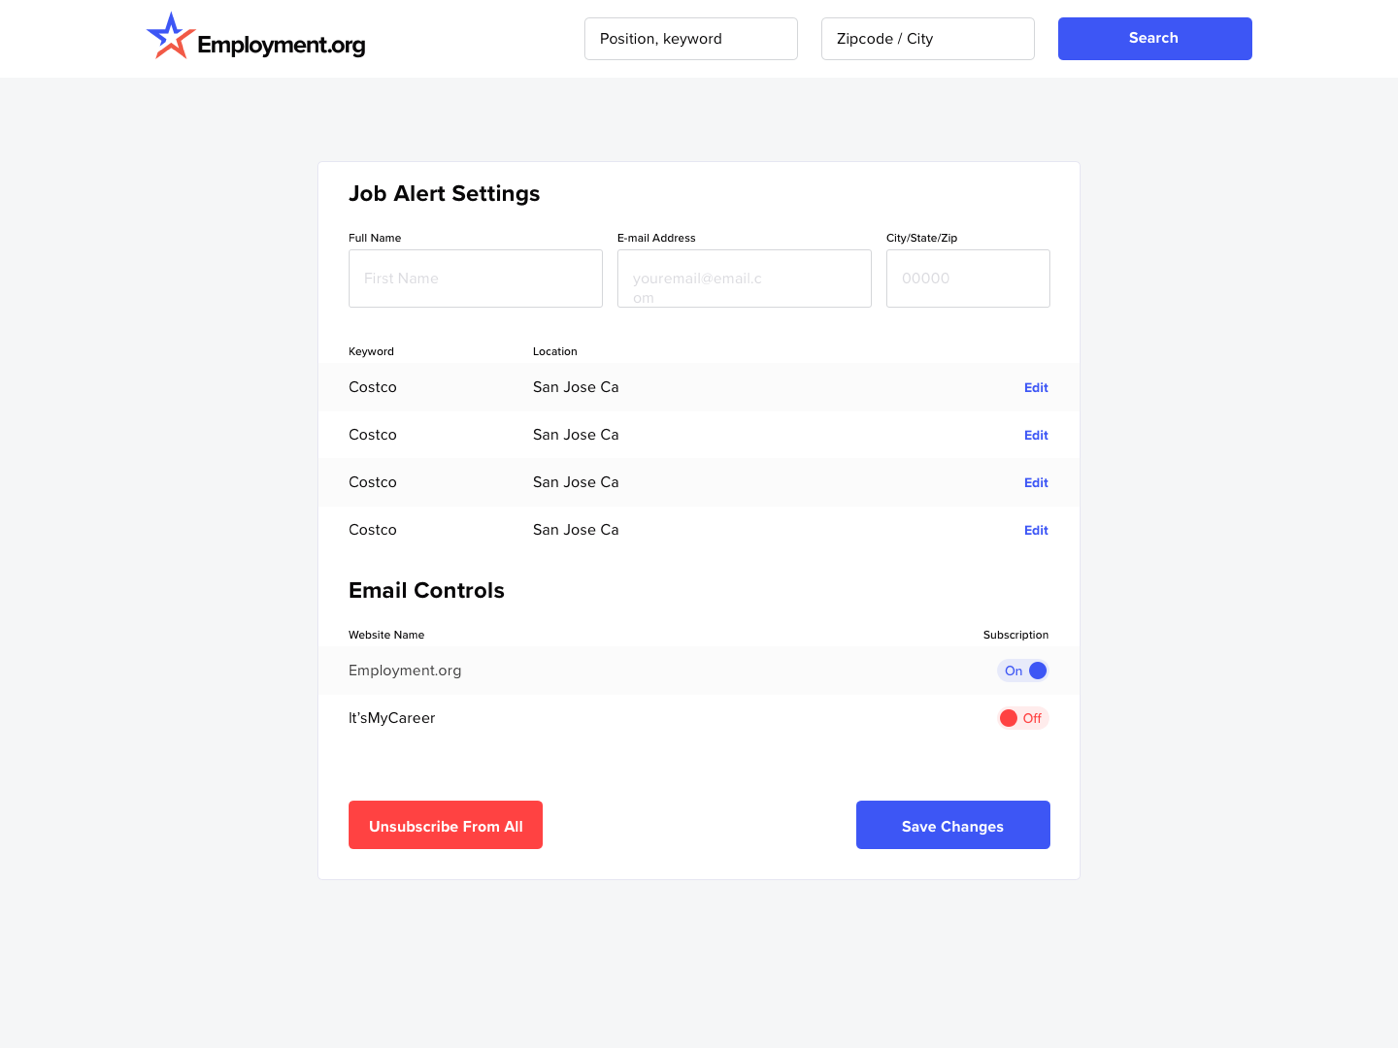 Employment.org
Position, keyword
Zipcode / City
Search
Job Alert Settings
Full Name
E-mail Address
City/State/Zip
First Name
youremail@email.c
om
00000
Keyword
Location
Costco
San Jose Ca
Edit
Costco
San Jose Ca
Edit
Costco
San Jose Ca
Edit
Costco
San Jose Ca
Edit
Email Controls
Website Name
Subscription
Employment.org
On
It'sMyCareer
Off
Unsubscribe From All
Save Changes